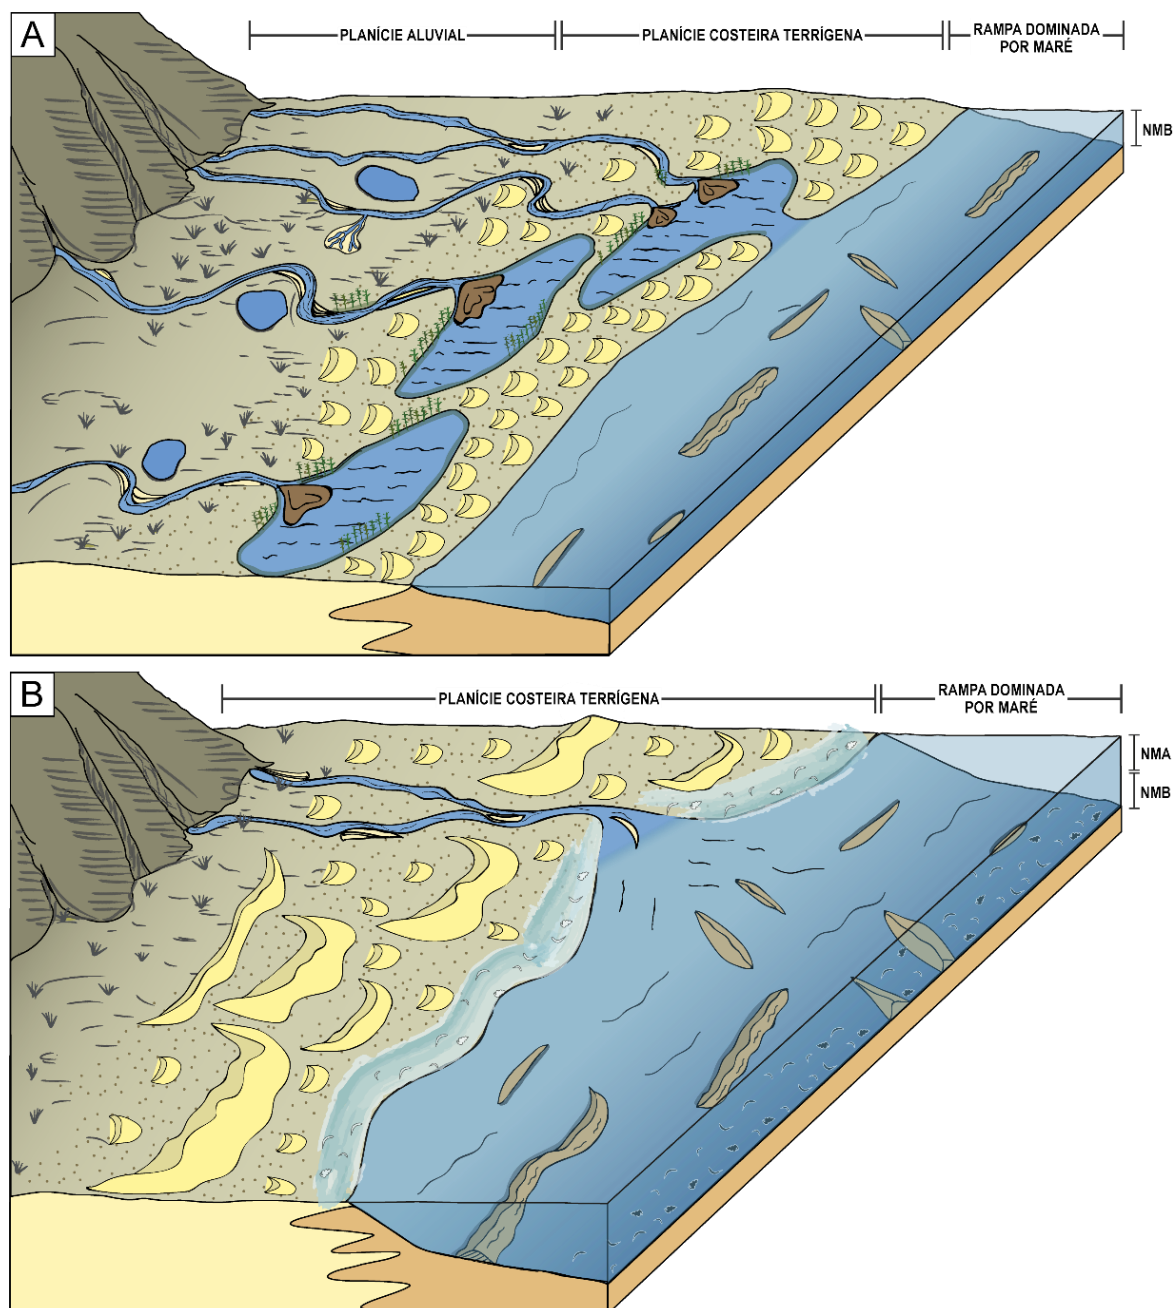 A
PLANÍCIE ALUVIAL
PLANÍCIE COSTEIRA TERRÍGENA
RAMPA DOMINADA
POR MARÉ
NMB
B
PLANÍCIE COSTEIRA TERRÍGENA
RAMPA DOMINADA
POR MARÉ
NMA
NMB